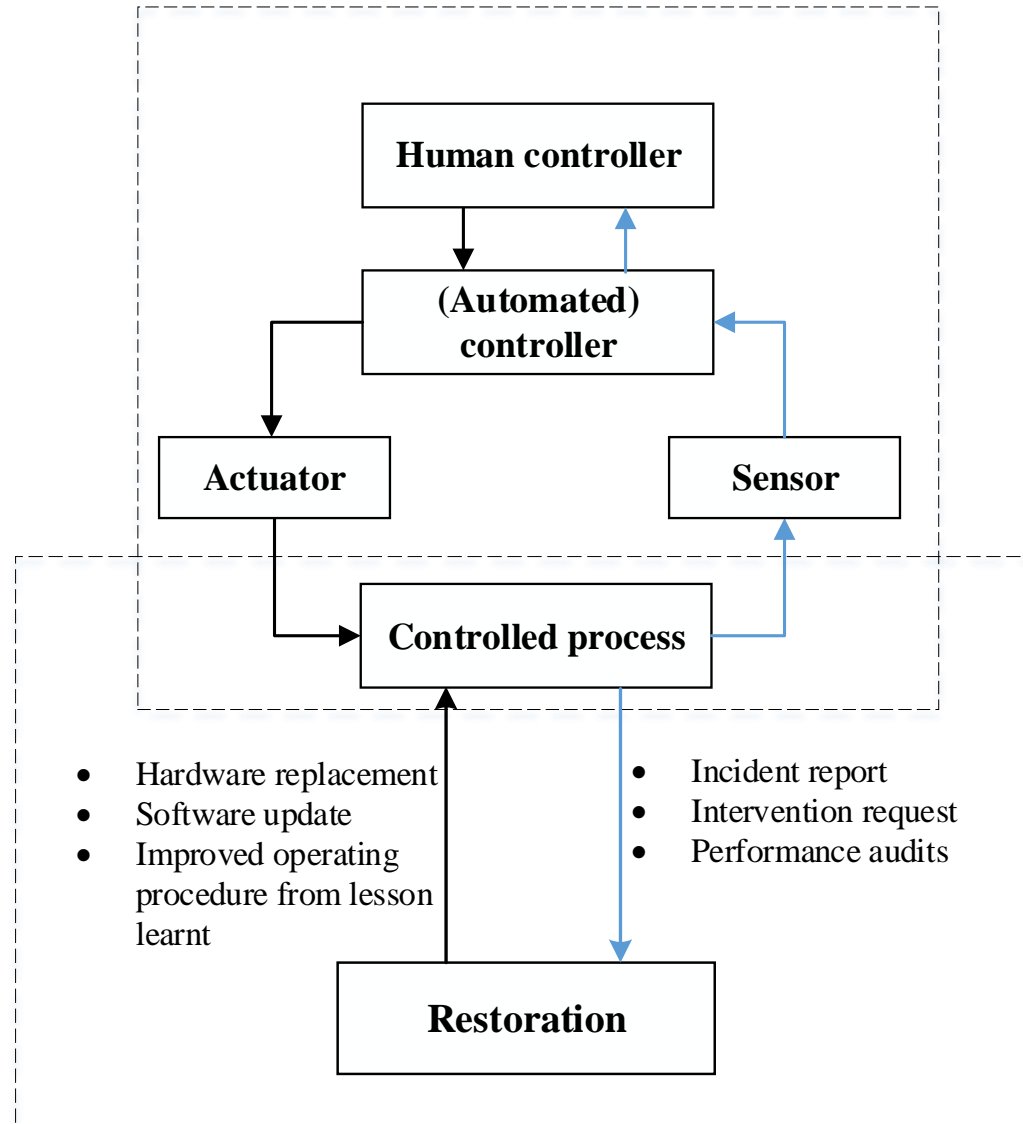 Human controller
(Automated)
controller
Actuator
Sensor
Controlled process
• Hardware replacement
• Software update
• Improved operating
procedure from lesson
learnt
• Incident report
• Intervention request
• Performance audits
Restoration